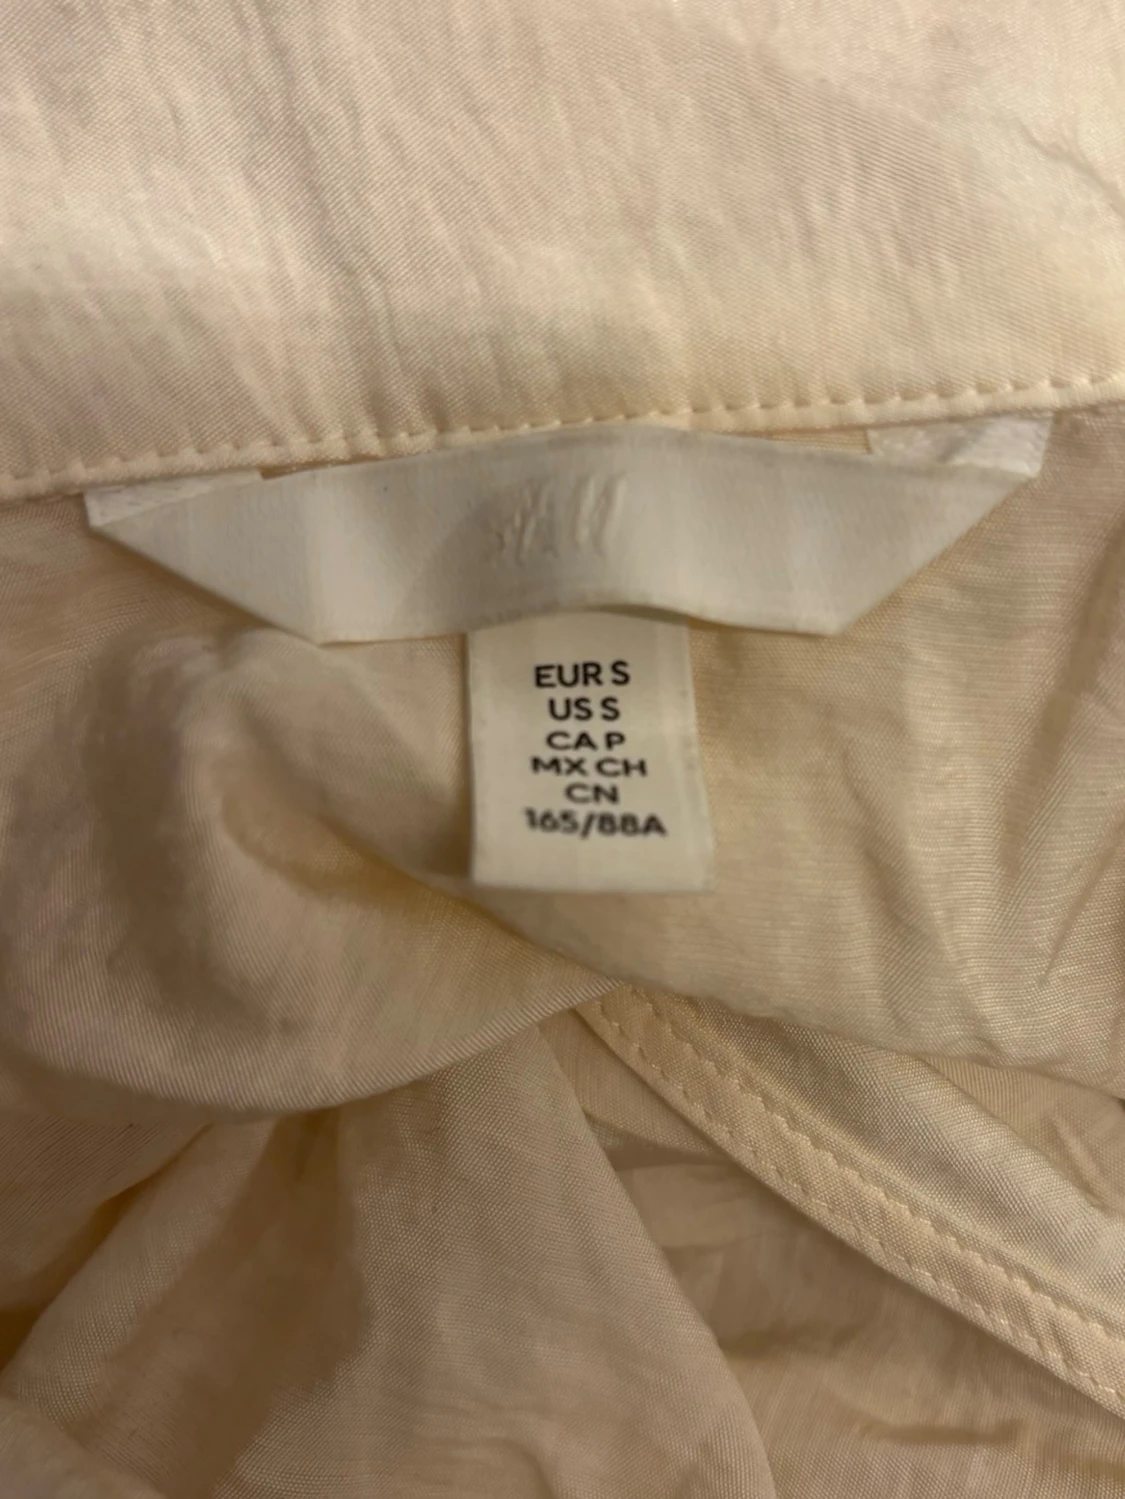 H&M
EUR S
US S
CA P
MX CH
CN
165/88A